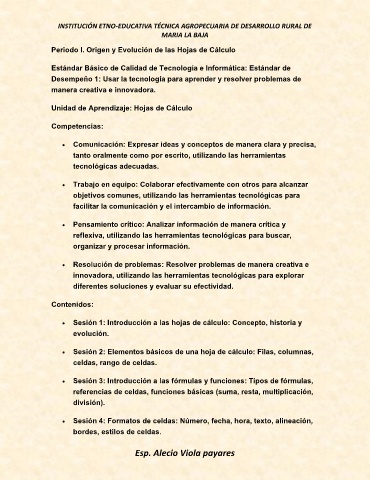 INSTITUCIÓN ETNO-EDUCATIVA TÉCNICA AGROPECUARIA DE DESARROLLO RURAL DE
MARIA LA BAJA
Periodo I. Origen y Evolución de las Hojas de Cálculo
Estándar Básico de Calidad de Tecnología e Informática: Estándar de
Desempeño 1: Usar la tecnología para aprender y resolver problemas de
manera creativa e innovadora.
Unidad de Aprendizaje: Hojas de Cálculo
Competencias:
• Comunicación: Expresar ideas y conceptos de manera clara y precisa,
tanto oralmente como por escrito, utilizando las herramientas
tecnológicas adecuadas.
• Trabajo en equipo: Colaborar efectivamente con otros para alcanzar
objetivos comunes, utilizando las herramientas tecnológicas para
facilitar la comunicación y el intercambio de información.
• Pensamiento crítico: Analizar información de manera crítica y
reflexiva, utilizando las herramientas tecnológicas para buscar,
organizar y procesar información.
• Resolución de problemas: Resolver problemas de manera creativa e
innovadora, utilizando las herramientas tecnológicas para explorar
diferentes soluciones y evaluar su efectividad.
Contenidos:
• Sesión 1: Introducción a las hojas de cálculo: Concepto, historia y
evolución.
• Sesión 2: Elementos básicos de una hoja de cálculo: Filas, columnas,
celdas, rango de celdas.
• Sesión 3: Introducción a las fórmulas y funciones: Tipos de fórmulas,
referencias de celdas, funciones básicas (suma, resta, multiplicación,
división).
• Sesión 4: Formatos de celdas: Número, fecha, hora, texto, alineación,
bordes, estilos de celdas.
Esp. Alecio Viola payares